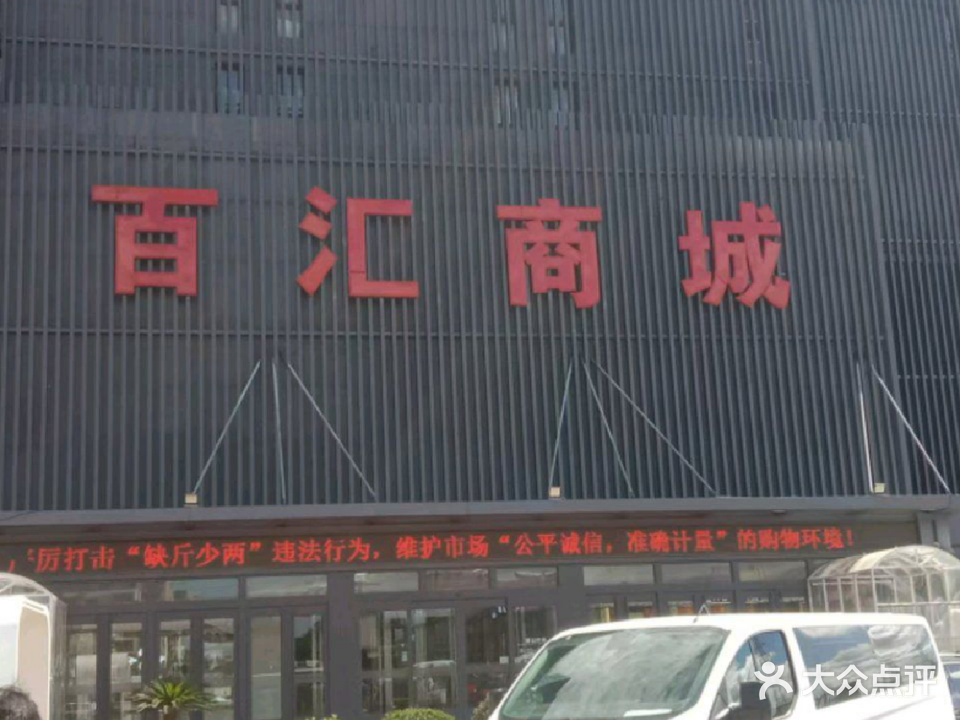 百汇商城
厉打击“缺斤少两”违法行为，维护市场“公平诚信，准确计量”的购物环境！
大众点评